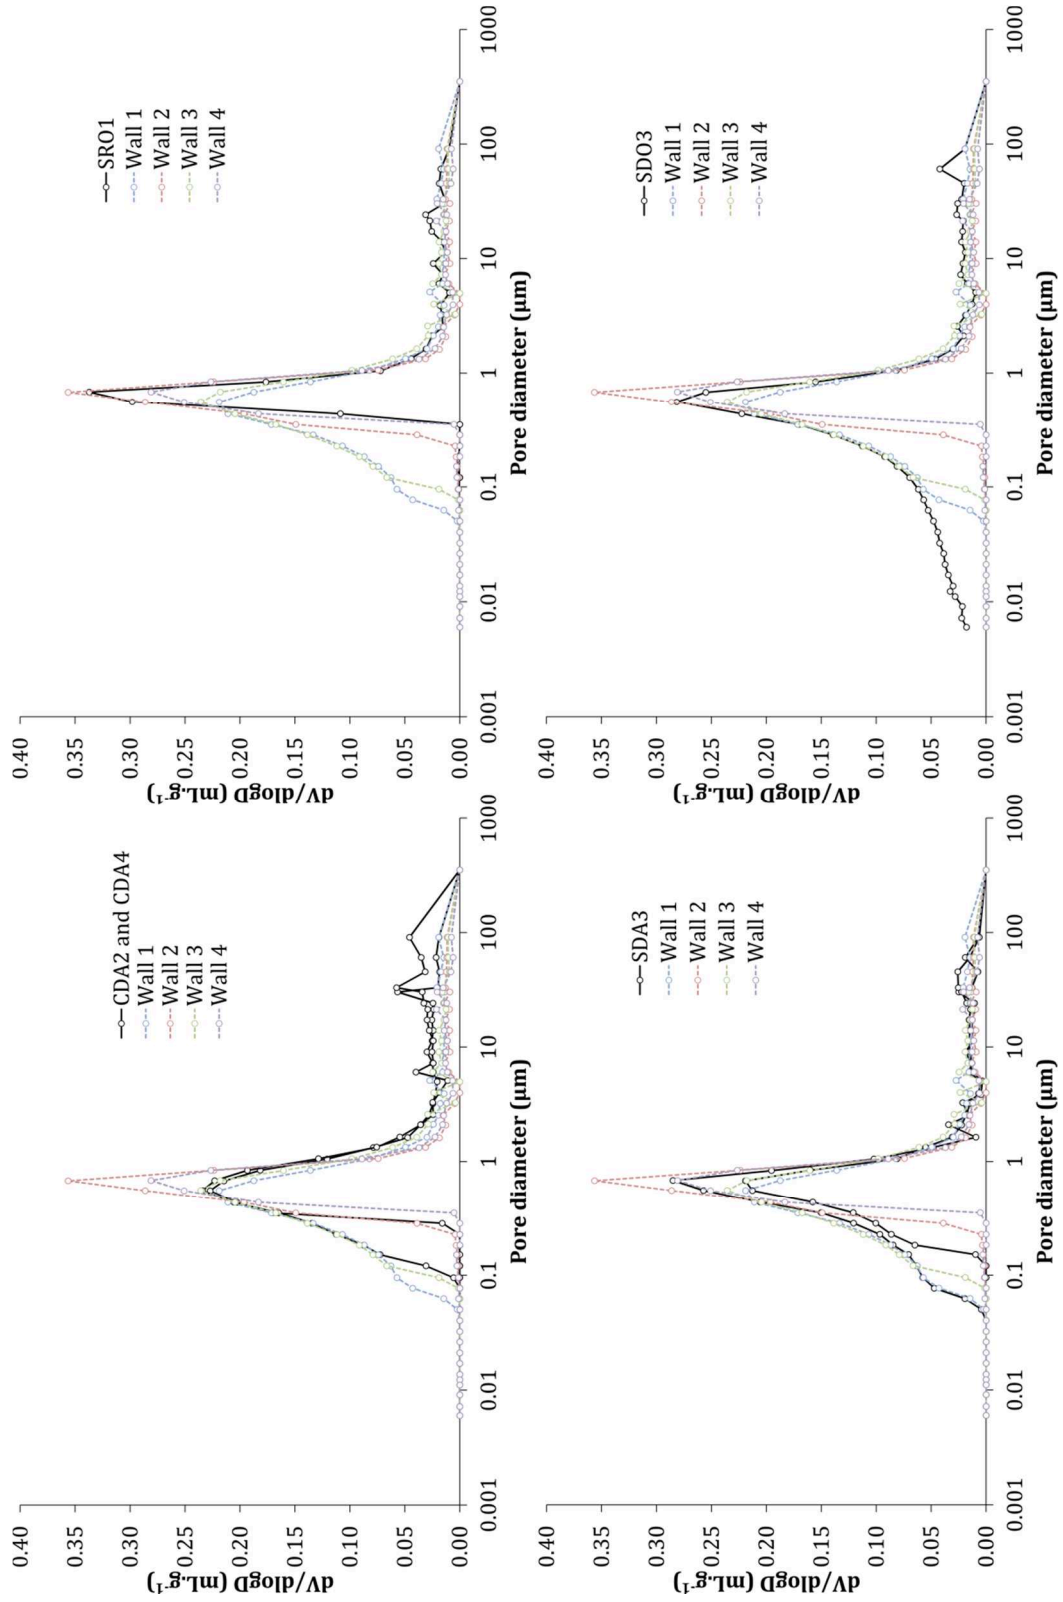 0.40
0.35
0.30
0.25
0.20
0.15
0.10
0.05
0.00
dV/dlogD (mL.g⁻¹)
0.001
0.01
0.1
1
10
100
1000
Pore diameter (µm)
CDA2 and CDA4
Wall 1
Wall 2
Wall 3
Wall 4
0.40
0.35
0.30
0.25
0.20
0.15
0.10
0.05
0.00
dV/dlogD (mL.g⁻¹)
0.001
0.01
0.1
1
10
100
1000
Pore diameter (µm)
SRO1
Wall 1
Wall 2
Wall 3
Wall 4
0.40
0.35
0.30
0.25
0.20
0.15
0.10
0.05
0.00
dV/dlogD (mL.g⁻¹)
0.001
0.01
0.1
1
10
100
1000
Pore diameter (µm)
SDA3
Wall 1
Wall 2
Wall 3
Wall 4
0.40
0.35
0.30
0.25
0.20
0.15
0.10
0.05
0.00
dV/dlogD (mL.g⁻¹)
0.001
0.01
0.1
1
10
100
1000
Pore diameter (µm)
SDO3
Wall 1
Wall 2
Wall 3
Wall 4